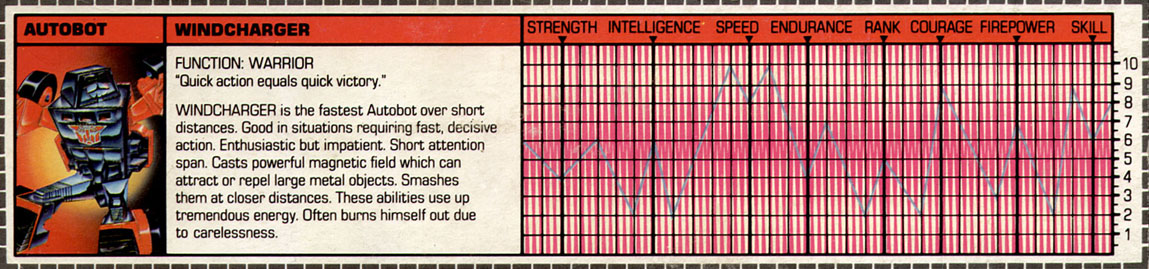 AUTOBOT
WINDCHARGER
FUNCTION: WARRIOR
"Quick action equals quick victory."
WINDCHARGER is the fastest Autobot over short
distances. Good in situations requiring fast, decisive
action. Enthusiastic but impatient. Short attention
span. Casts powerful magnetic field which can
attract or repel large metal objects. Smashes
them at closer distances. These abilities use up
tremendous energy. Often burns himself out due
to carelessness.
STRENGTH INTELLIGENCE SPEED ENDURANCE RANK COURAGE FIREPOWER SKILL
10
9
8
7
6
5
4
3
2
1